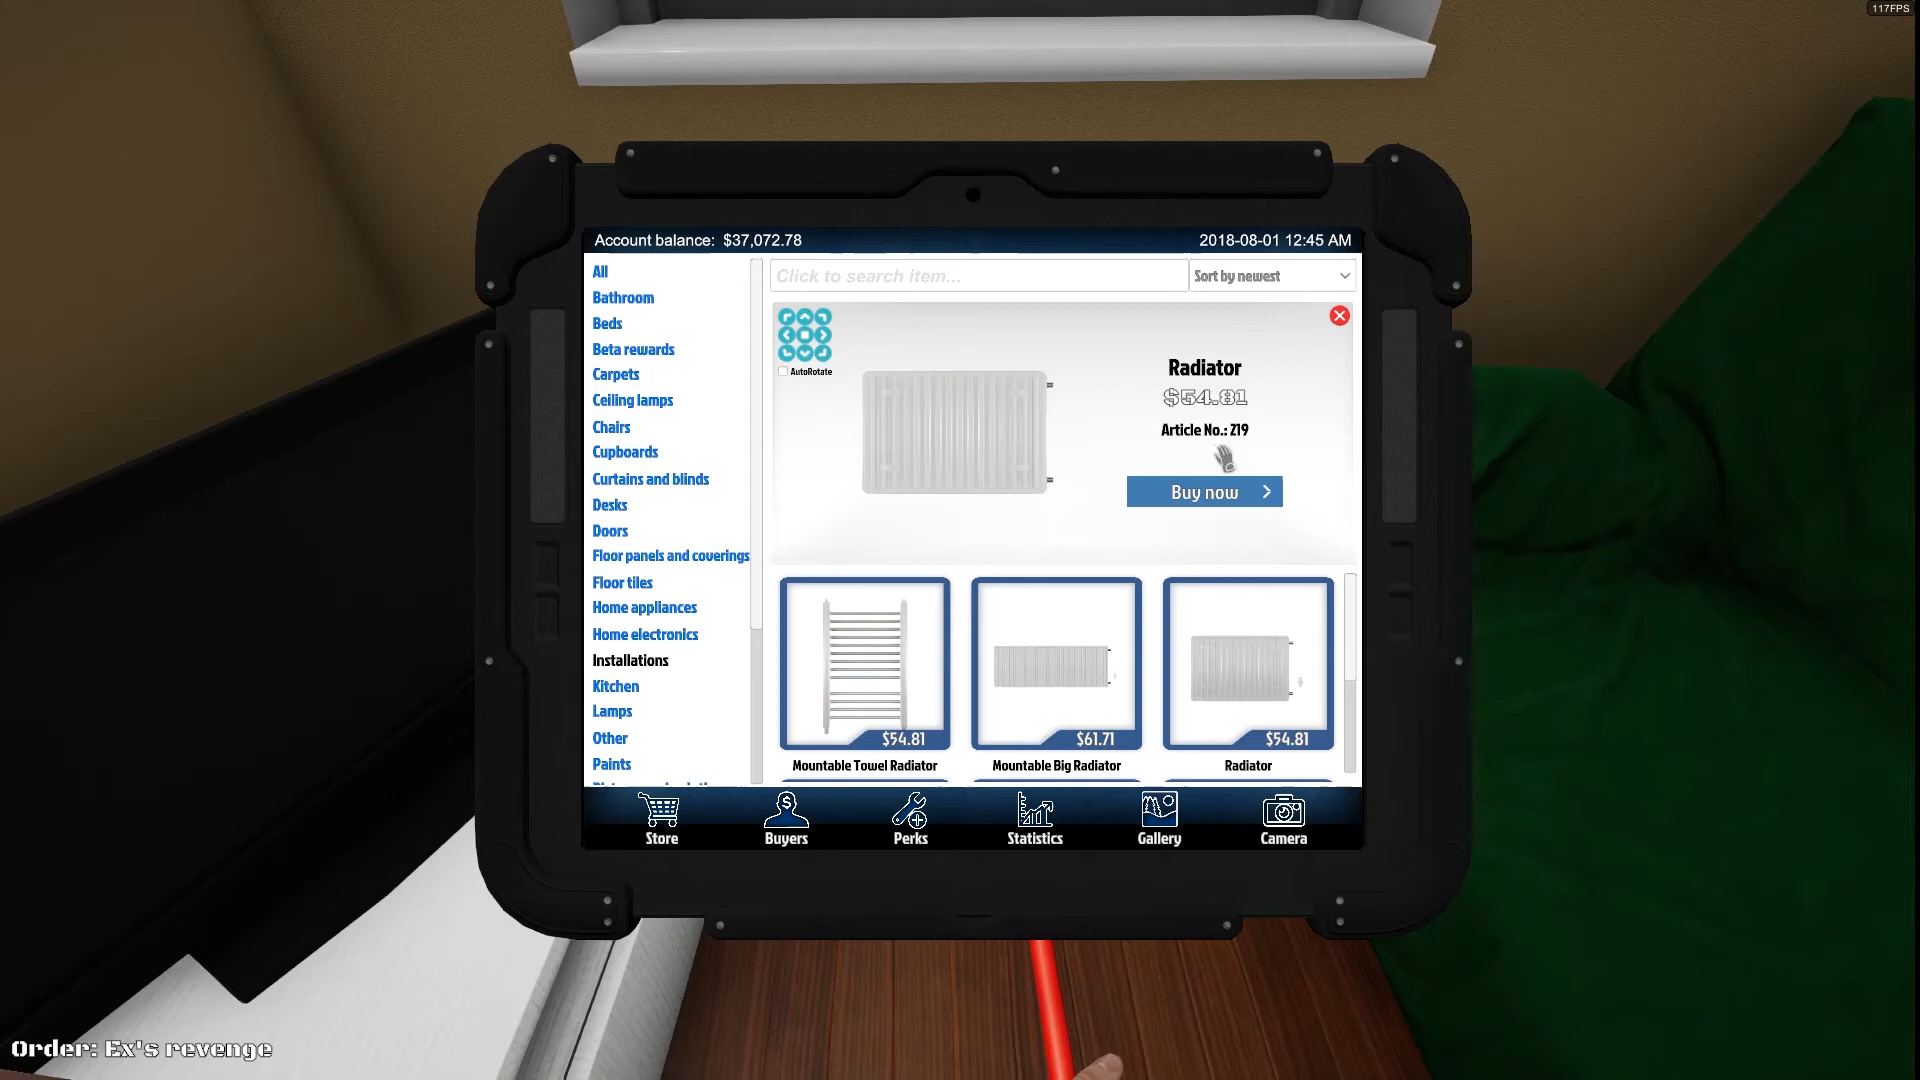 117FPS
Account balance: $37,072.78
2018-08-01 12:45 AM
All
Bathroom
Beds
Beta rewards
Carpets
Ceiling lamps
Chairs
Cupboards
Curtains and blinds
Desks
Doors
Floor panels and coverings
Floor tiles
Home appliances
Home electronics
Installations
Kitchen
Lamps
Other
Paints
Click to search item...
Sort by newest
AutoRotate
Radiator
$54.81
Article No.: Z19
Buy now
$54.81
$61.71
$54.81
Mountable Towel Radiator
Mountable Big Radiator
Radiator
Store
Buyers
Perks
Statistics
Gallery
Camera
Order: Ex's revenge